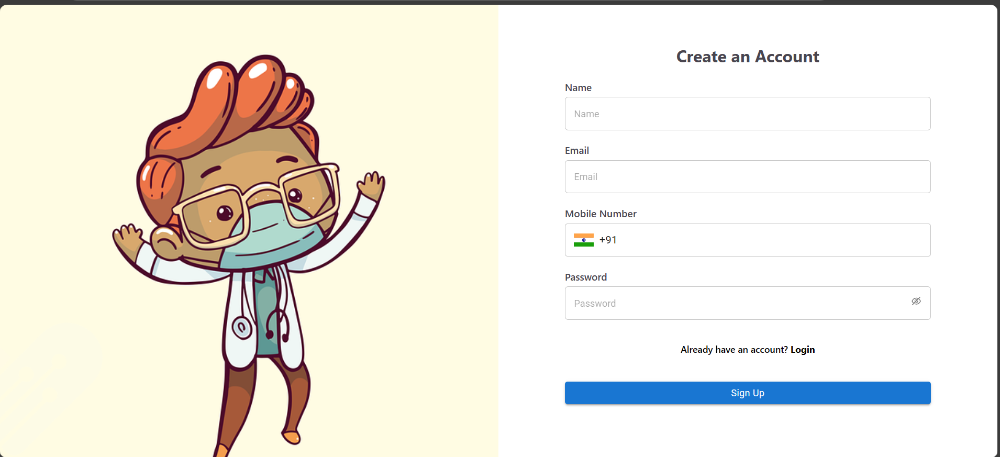 Create an Account
Name
Name
Email
Email
Mobile Number
+91
Password
Password
Already have an account? Login
Sign Up